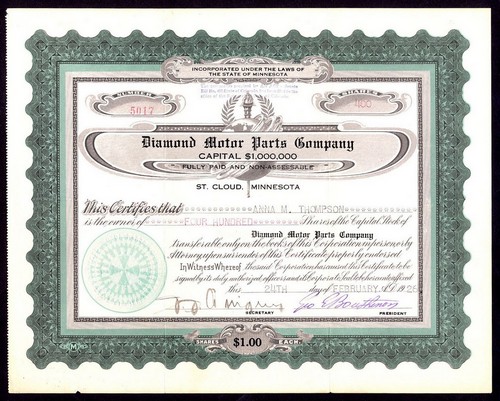 INCORPORATED UNDER THE LAWS OF
THE STATE OF MINNESOTA
NUMBER
SHARES
5017
400
Diamond Motor Parts Company
CAPITAL $1,000,000
FULLY PAID AND NON-ASSESSABLE
ST. CLOUD, MINNESOTA
This Certifies that ANNA M. THOMPSON
is the owner of FOUR HUNDRED Shares of the Capital Stock of
Diamond Motor Parts Company
transferable only on the books of this Corporation in person or by
Attorney upon surrender of this Certificate properly endorsed
In Witness Whereof, the said Corporation has caused this Certificate to be
signed by its duly authorized officers and its Corporate Seal to be hereunto affixed
this 24TH day of FEBRUARY A.D. 1926
SECRETARY
PRESIDENT
SHARES $1.00 EACH